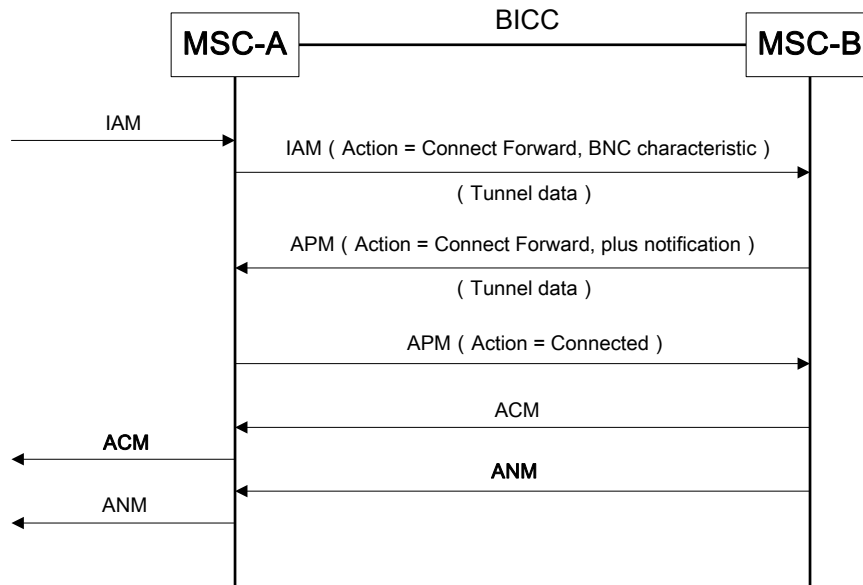 BICC
MSC-A
MSC-B
IAM
IAM ( Action = Connect Forward, BNC characteristic )
( Tunnel data )
APM ( Action = Connect Forward, plus notification )
( Tunnel data )
APM ( Action = Connected )
ACM
ACM
ANM
ANM